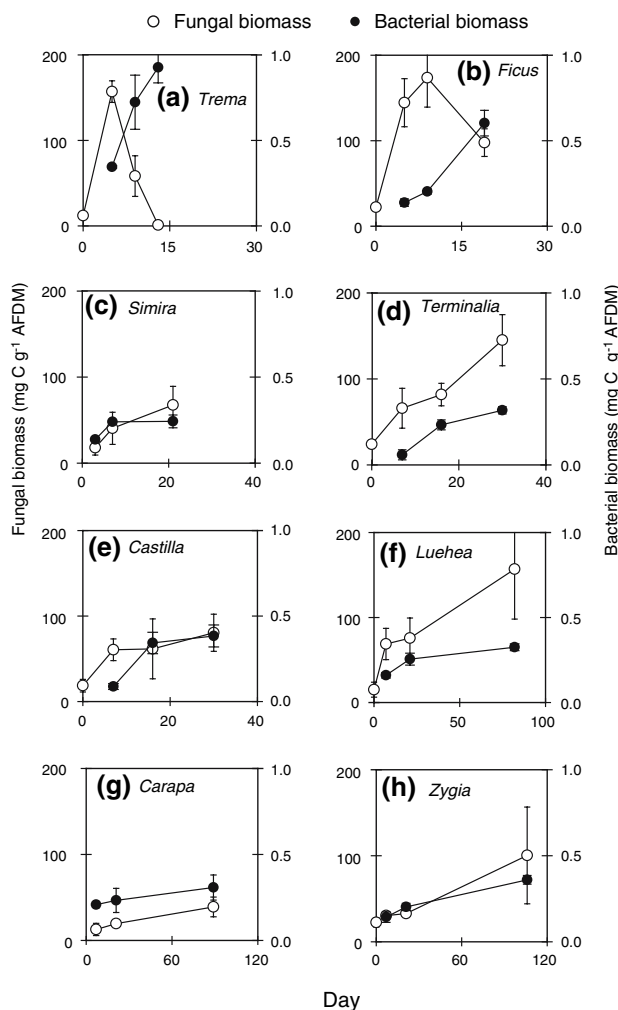 Fungal biomass Bacterial biomass
200 1.0 200 1.0
(a) Trema (b) Ficus
100 0.5 100 0.5
0 0.0 0 0.0
0 15 30 0 15 30
200 1.0 200 1.0
(c) Simira (d) Terminalia
100 0.5 100 0.5
0 0.0 0 0.0
0 20 40 0 20 40
Fungal biomass (mg C g-1 AFDM)
Bacterial biomass (mq C q-1 AFDM)
200 1.0 200 1.0
(e) Castilla (f) Luehea
100 0.5 100 0.5
0 0.0 0 0.0
0 20 40 0 50 100
200 1.0 200 1.0
(g) Carapa (h) Zygia
100 0.5 100 0.5
0 0.0 0 0.0
0 60 120 0 60 120
Day